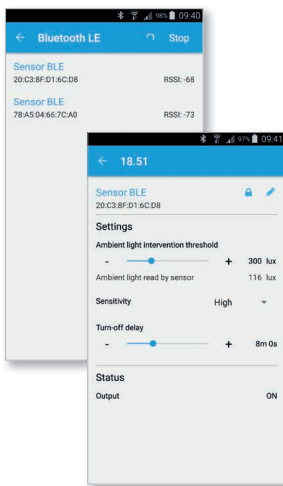 98% 09:40
Bluetooth LE Stop
Sensor BLE
20:C3:8F:D1:6C:D8 RSSI: -68
Sensor BLE
78:A5:04:66:7C:A0 RSSI: -73
97% 09:41
18.51
Sensor BLE
20:C3:8F:D1:6C:D8
Settings
Ambient light intervention threshold
- + 300 lux
Ambient light read by sensor 116 lux
Sensitivity High
Turn-off delay
- + 8m 0s
Status
Output ON